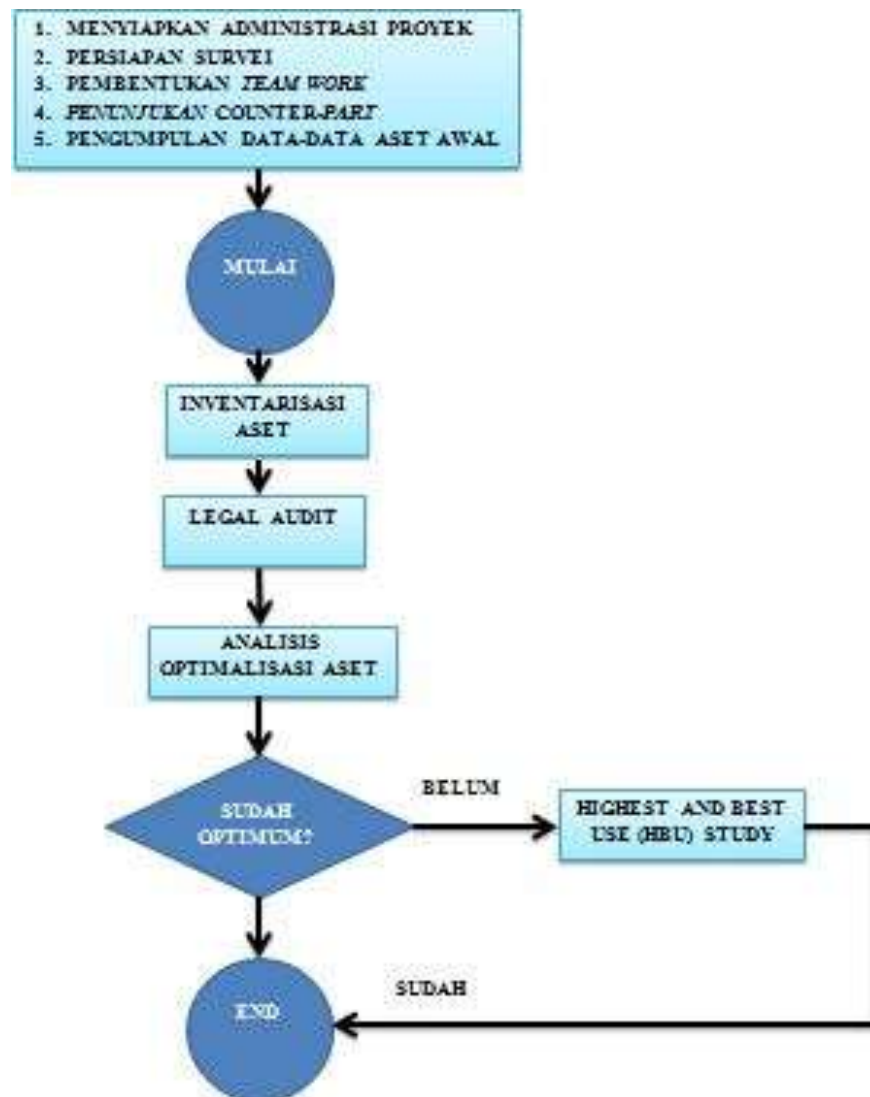 1. MENYIAPKAN ADMINISTRASI PROYEK
2. PERSIAPAN SURVEI
3. PEMBENTUKAN TEAM WORK
4. PENUNJUKAN COUNTER-PART
5. PENGUMPULAN DATA-DATA ASET AWAL
MULAI
INVENTARISASI
ASET
LEGAL AUDIT
ANALISIS
OPTIMALISASI ASET
SUDAH
OPTIMUM?
BELUM
HIGHEST AND BEST
USE (HBU) STUDY
SUDAH
END